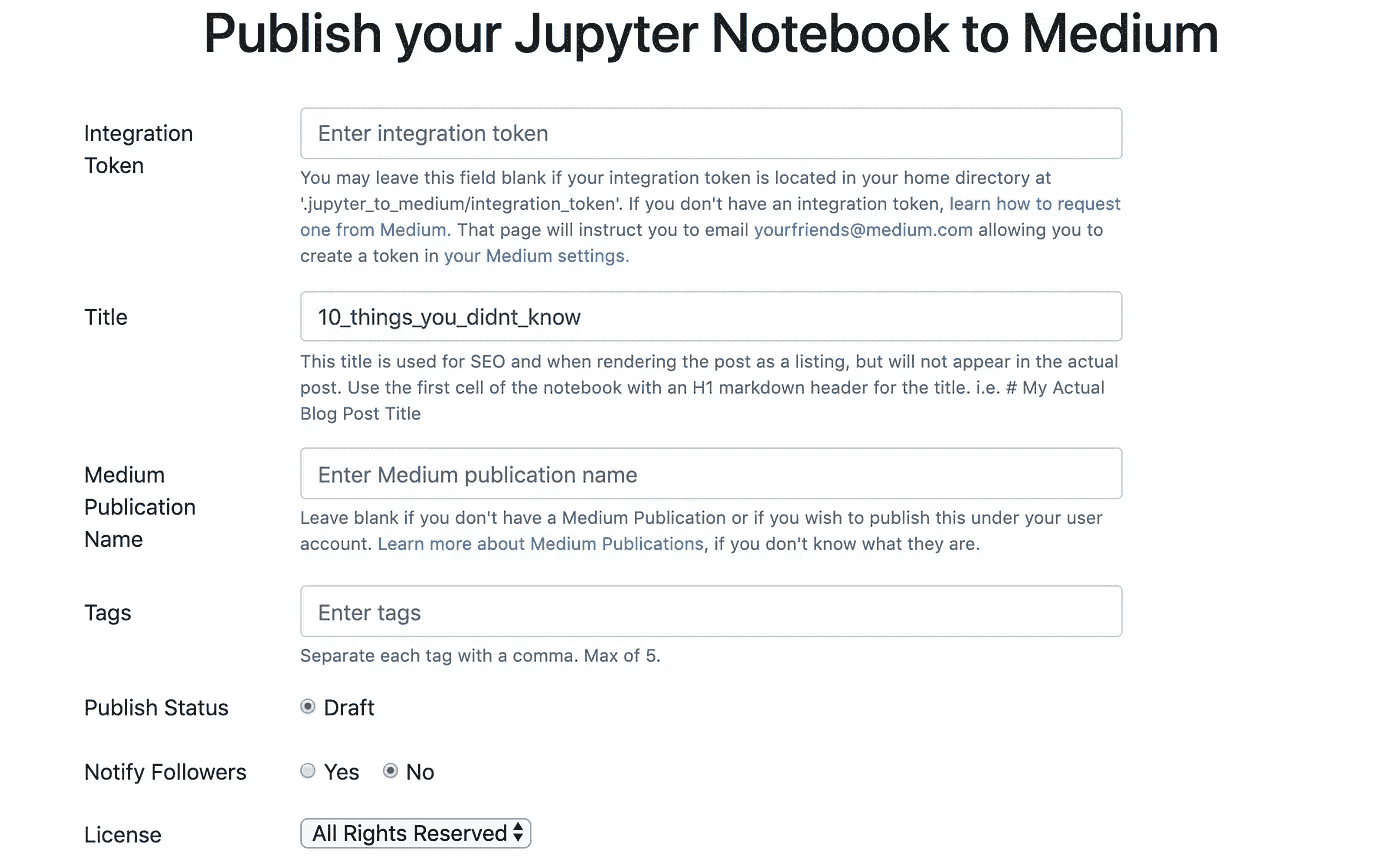 Publish your Jupyter Notebook to Medium
Integration
Token
Enter integration token
You may leave this field blank if your integration token is located in your home directory at
'.jupyter_to_medium/integration_token'. If you don't have an integration token, learn how to request
one from Medium. That page will instruct you to email yourfriends@medium.com allowing you to
create a token in your Medium settings.
Title
10_things_you_didnt_know
This title is used for SEO and when rendering the post as a listing, but will not appear in the actual
post. Use the first cell of the notebook with an H1 markdown header for the title. i.e. # My Actual
Blog Post Title
Medium
Publication
Name
Enter Medium publication name
Leave blank if you don't have a Medium Publication or if you wish to publish this under your user
account. Learn more about Medium Publications, if you don't know what they are.
Tags
Enter tags
Separate each tag with a comma. Max of 5.
Publish Status
Draft
Notify Followers
Yes No
License
All Rights Reserved